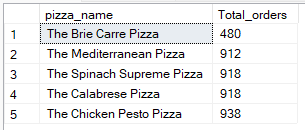 pizza_name Total_orders
1 The Brie Carre Pizza 480
2 The Mediterranean Pizza 912
3 The Spinach Supreme Pizza 918
4 The Calabrese Pizza 918
5 The Chicken Pesto Pizza 938